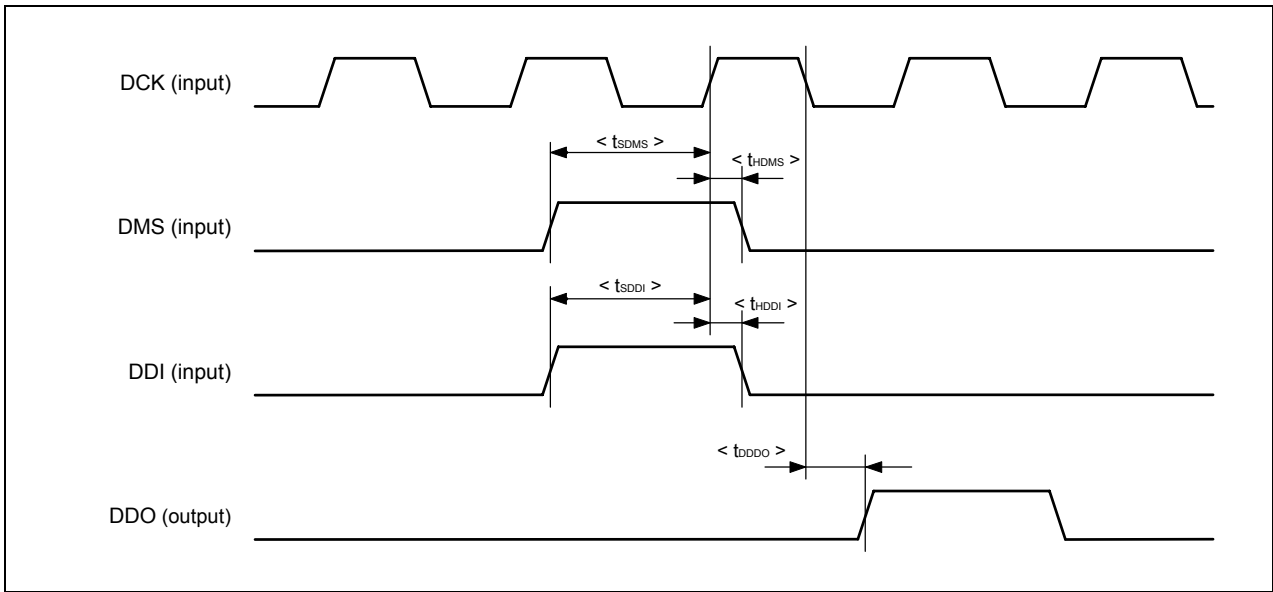 DCK (input)
< tSDMS >
< tHDMS >
DMS (input)
< tSDDI >
< tHDDI >
DDI (input)
< tDDDO >
DDO (output)